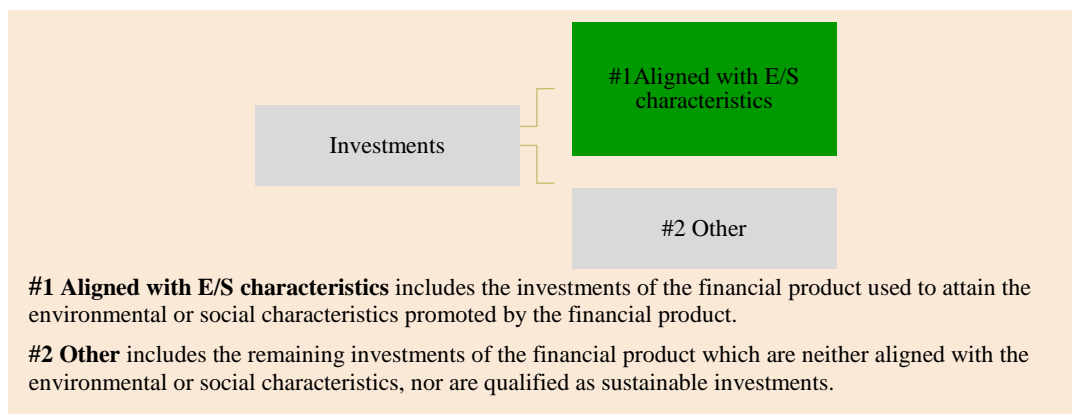 #1Aligned with E/S
characteristics
Investments
#2 Other
#1 Aligned with E/S characteristics includes the investments of the financial product used to attain the
environmental or social characteristics promoted by the financial product.
#2 Other includes the remaining investments of the financial product which are neither aligned with the
environmental or social characteristics, nor are qualified as sustainable investments.